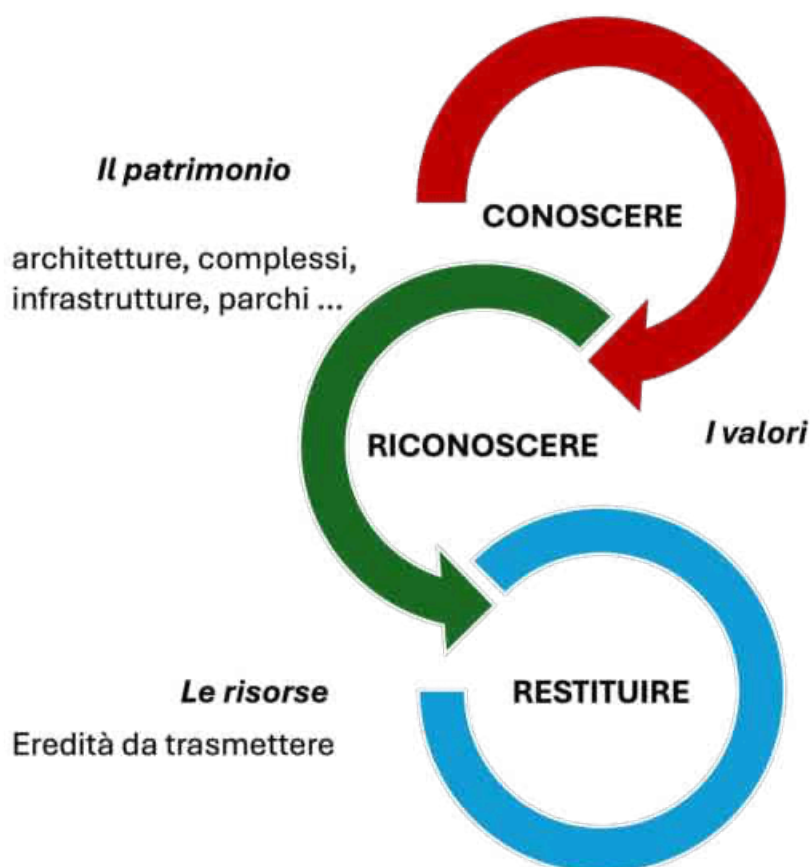 Il patrimonio
CONOSCERE
architetture, complessi,
infrastrutture, parchi ...
RICONOSCERE
I valori
Le risorse
RESTITUIRE
Eredità da trasmettere